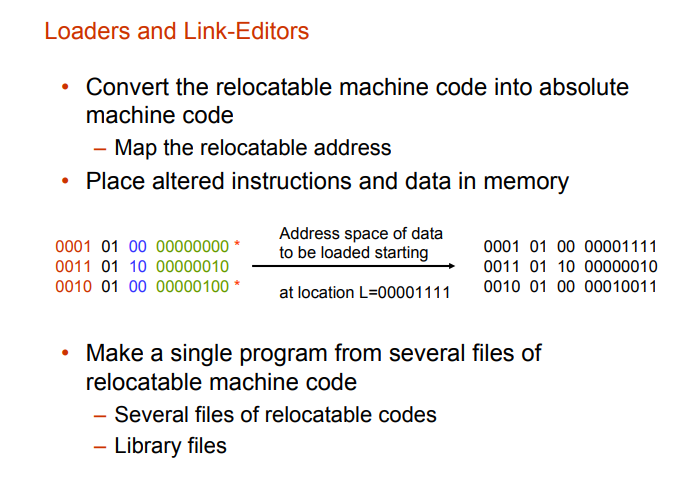 Loaders and Link-Editors
• Convert the relocatable machine code into absolute
machine code
– Map the relocatable address
• Place altered instructions and data in memory
0001 01 00 00000000 *
0011 01 10 00000010
0010 01 00 00000100 *
Address space of data
to be loaded starting
at location L=00001111
0001 01 00 00001111
0011 01 10 00000010
0010 01 00 00010011
• Make a single program from several files of
relocatable machine code
– Several files of relocatable codes
– Library files